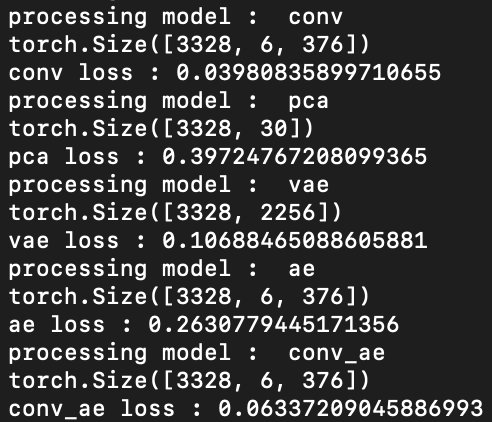 processing model :  conv
torch.Size([3328, 6, 376])
conv loss : 0.03980835899710655
processing model :  pca
torch.Size([3328, 30])
pca loss : 0.39724767208099365
processing model :  vae
torch.Size([3328, 2256])
vae loss : 0.10688465088605881
processing model :  ae
torch.Size([3328, 6, 376])
ae loss : 0.2630779445171356
processing model :  conv_ae
torch.Size([3328, 6, 376])
conv_ae loss : 0.06337209045886993